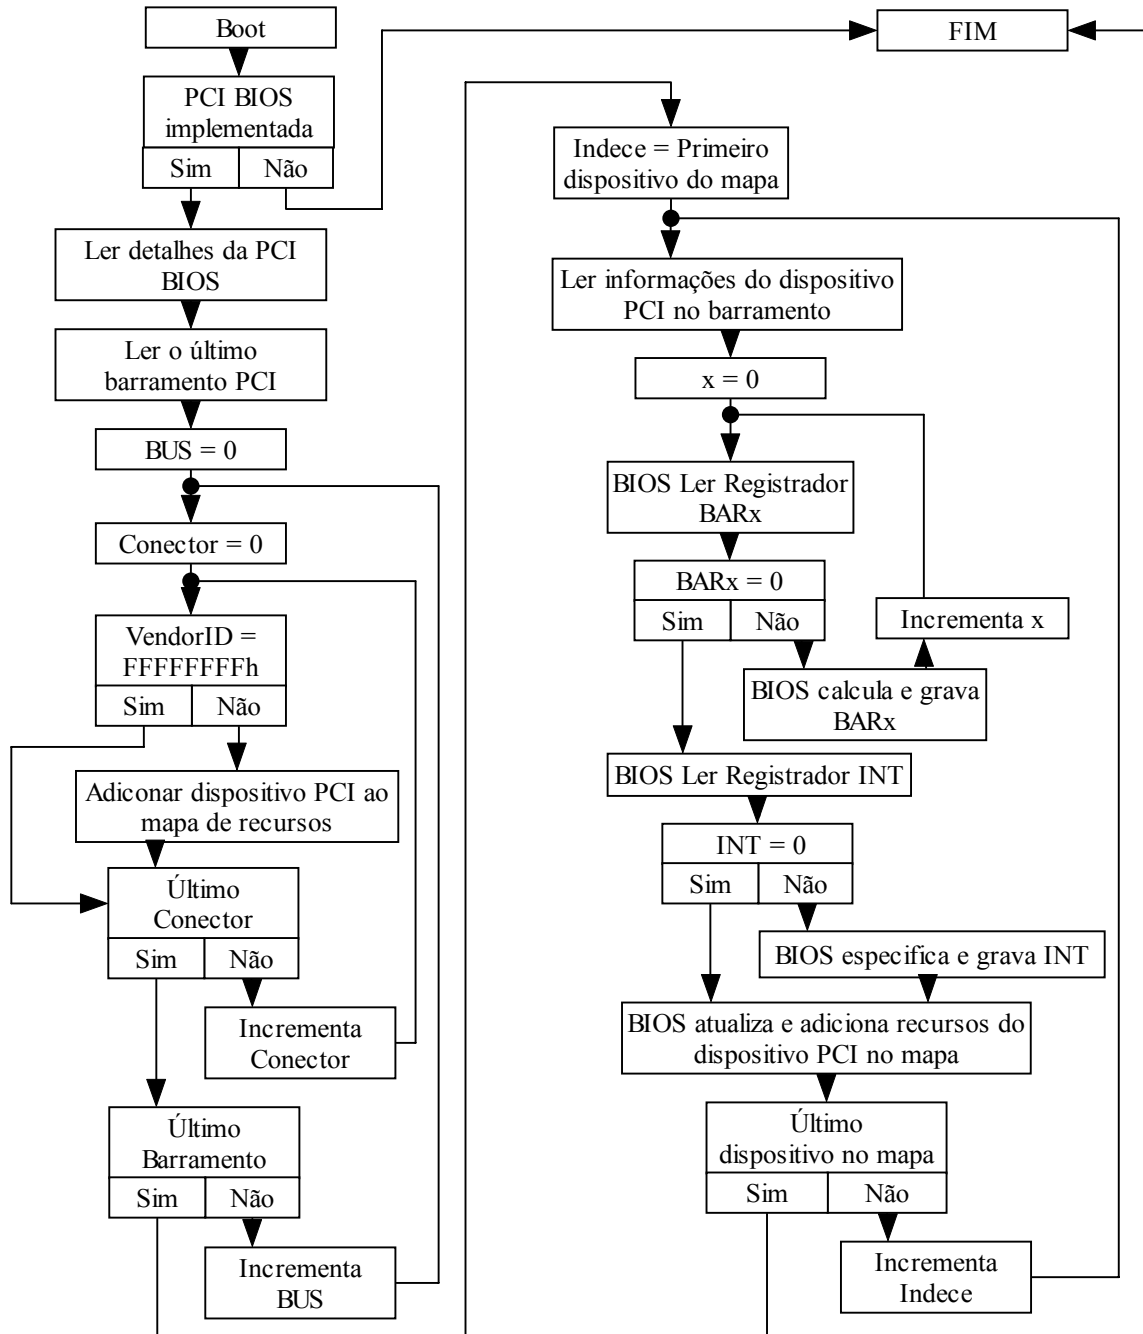 Boot
PCI BIOS
implementada
Sim
Não
Ler detalhes da PCI
BIOS
Ler o último
barramento PCI
BUS = 0
Conector = 0
VendorID =
FFFFFFFFh
Sim
Não
Adiconar dispositivo PCI ao
mapa de recursos
Último
Conector
Sim
Não
Incrementa
Conector
Último
Barramento
Sim
Não
Incrementa
BUS
FIM
Indece = Primeiro
dispositivo do mapa
Ler informações do dispositivo
PCI no barramento
x = 0
BIOS Ler Registrador
BARx
BARx = 0
Sim
Não
Incrementa x
BIOS calcula e grava
BARx
BIOS Ler Registrador INT
INT = 0
Sim
Não
BIOS especifica e grava INT
BIOS atualiza e adiciona recursos do
dispositivo PCI no mapa
Último
dispositivo no mapa
Sim
Não
Incrementa
Indece